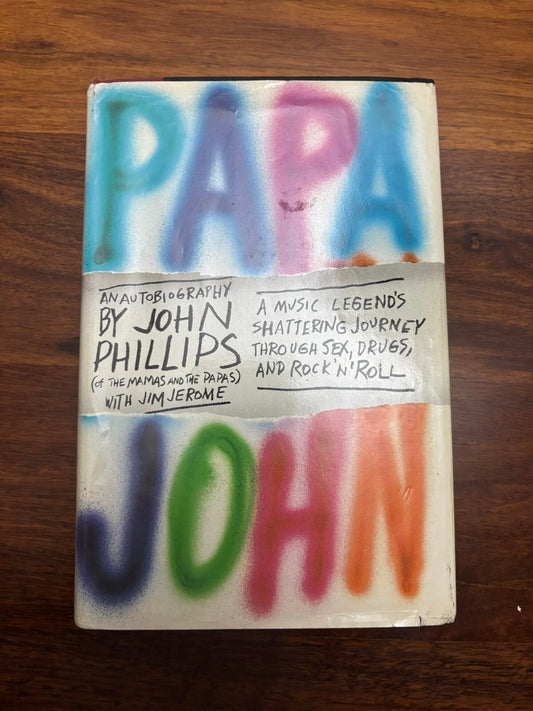 PAPA
AN AUTOBIOGRAPHY
BY JOHN
PHILLIPS
(OF THE MAMAS AND THE PAPAS)
WITH JIM JEROME
A MUSIC LEGEND'S
SHATTERING JOURNEY
THROUGH SEX, DRUGS,
AND ROCK 'N' ROLL
JOHN